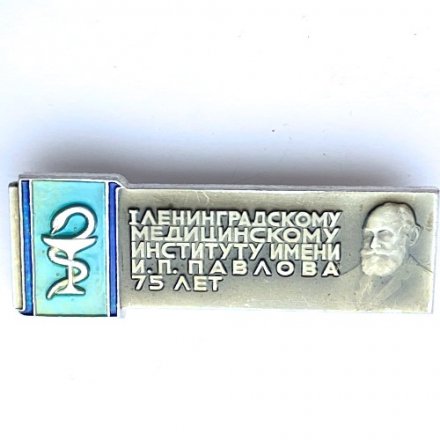 I ЛЕНИНГРАДСКОМУ
МЕДИЦИНСКОМУ
ИНСТИТУТУ ИМЕНИ
И.П. ПАВЛОВА
75 ЛЕТ